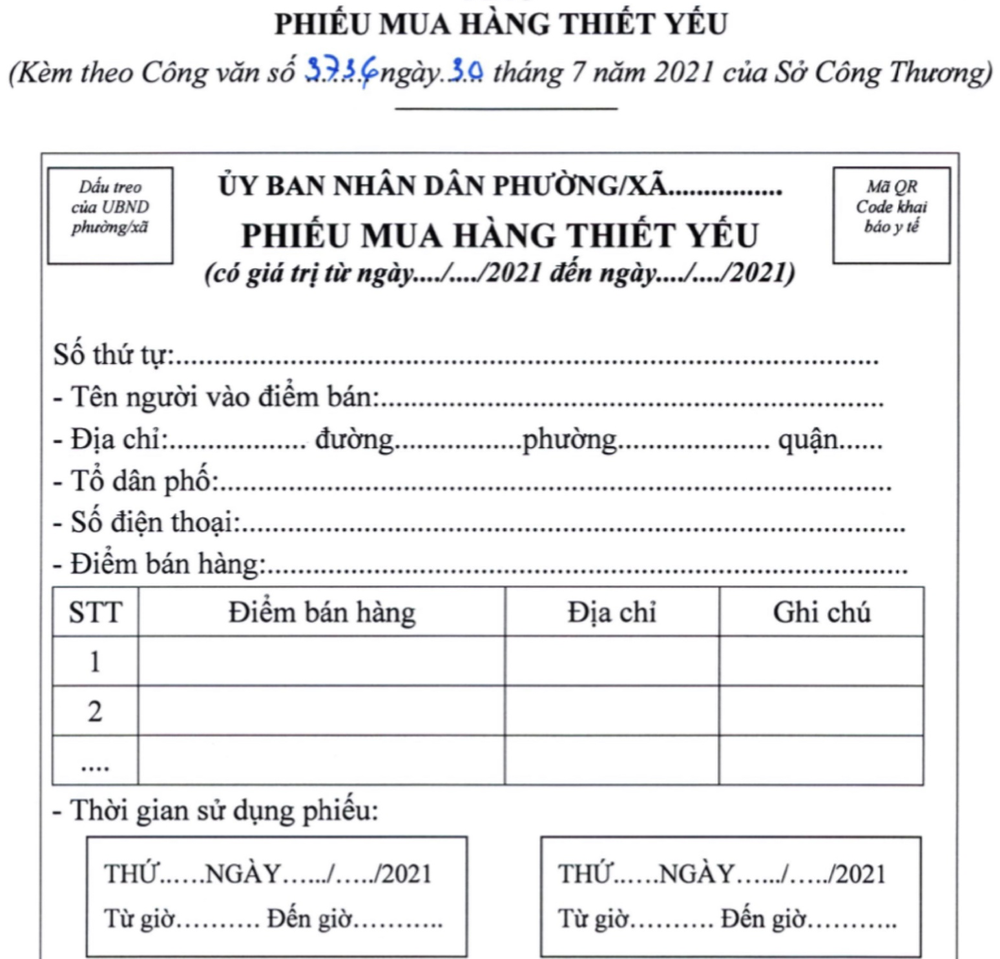 PHIẾU MUA HÀNG THIẾT YẾU
(Kèm theo Công văn số 3736 ngày 30 tháng 7 năm 2021 của Sở Công Thương)
Dấu treo
của UBND
phường/xã
ỦY BAN NHÂN DÂN PHƯỜNG/XÃ................
PHIẾU MUA HÀNG THIẾT YẾU
(có giá trị từ ngày..../..../2021 đến ngày..../..../2021)
Mã QR
Code khai
báo y tế
Số thứ tự:..........................................................................
- Tên người vào điểm bán:.....................................................
- Địa chỉ:.................. đường.................phường.................... quận......
- Tổ dân phố:......................................................................
- Số điện thoại:.....................................................................
- Điểm bán hàng:...................................................................
STT Điểm bán hàng Địa chỉ Ghi chú
1
2
....
- Thời gian sử dụng phiếu:
THỨ......NGÀY....../...../2021
Từ giờ.......... Đến giờ...........
THỨ......NGÀY....../...../2021
Từ giờ.......... Đến giờ...........